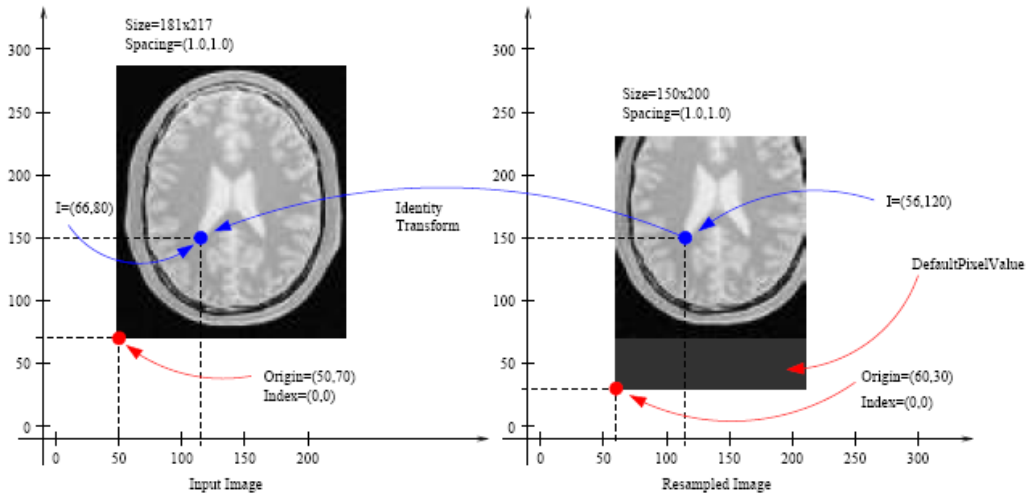 Size=181x217
Spacing=(1.0,1.0)
300
250
200
150
100
50
0
I=(66,80)
Origin=(50,70)
Index=(0,0)
0
50
100
150
200
Input Image
Identity
Transform
Size=150x200
Spacing=(1.0,1.0)
300
250
200
150
100
50
0
I=(56,120)
DefaultPixelValue
Origin=(60,30)
Index=(0,0)
0
50
100
150
200
250
300
Resampled Image